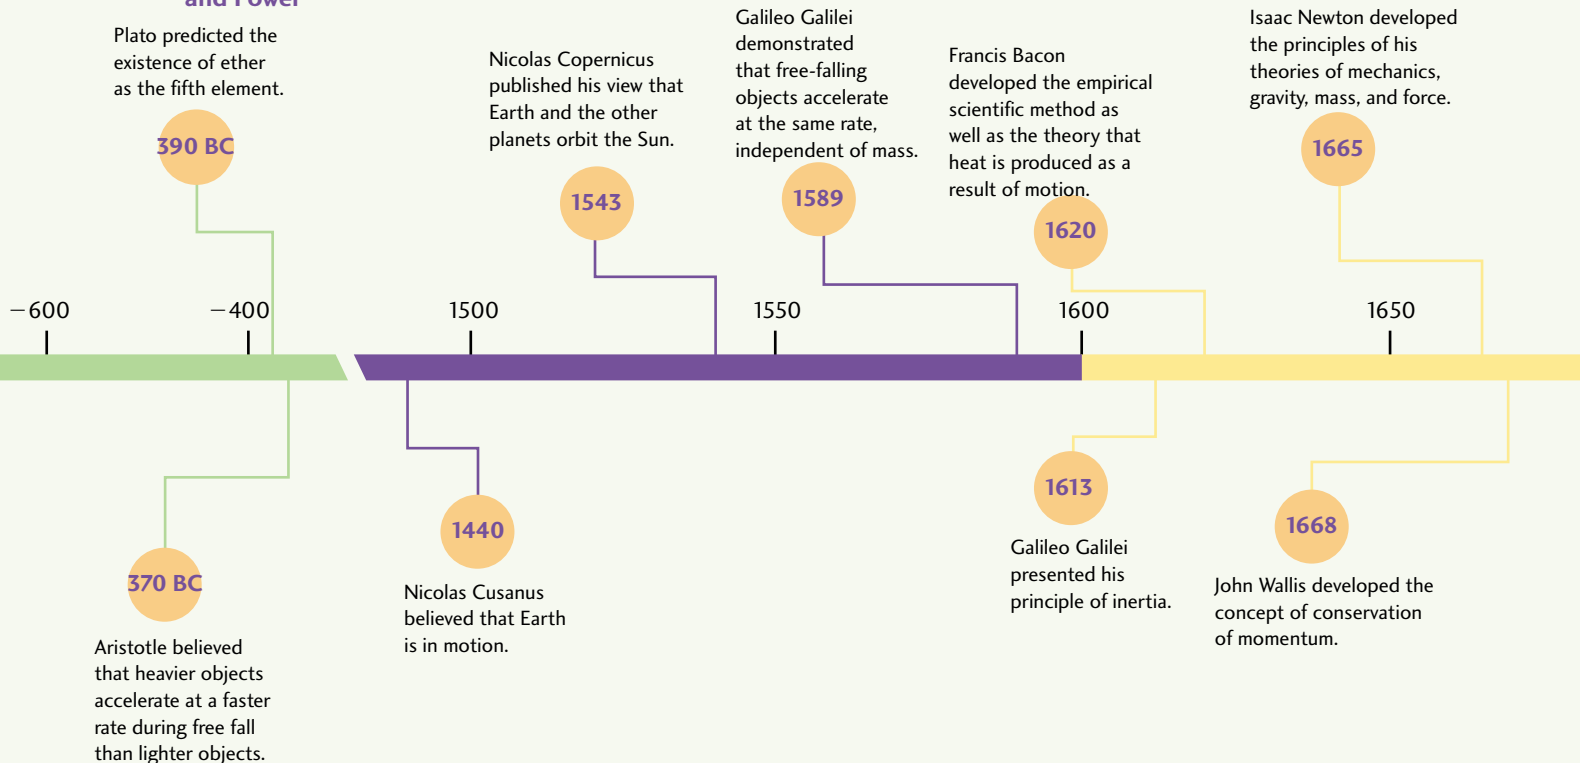 and Power
Plato predicted the
existence of ether
as the fifth element.
390 BC
Nicolas Copernicus
published his view that
Earth and the other
planets orbit the Sun.
1543
Galileo Galilei
demonstrated
that free-falling
objects accelerate
at the same rate,
independent of mass.
1589
Francis Bacon
developed the empirical
scientific method as
well as the theory that
heat is produced as a
result of motion.
1620
Isaac Newton developed
the principles of his
theories of mechanics,
gravity, mass, and force.
1665
−600
−400
1500
1550
1600
1650
370 BC
Aristotle believed
that heavier objects
accelerate at a faster
rate during free fall
than lighter objects.
1440
Nicolas Cusanus
believed that Earth
is in motion.
1613
Galileo Galilei
presented his
principle of inertia.
1668
John Wallis developed the
concept of conservation
of momentum.